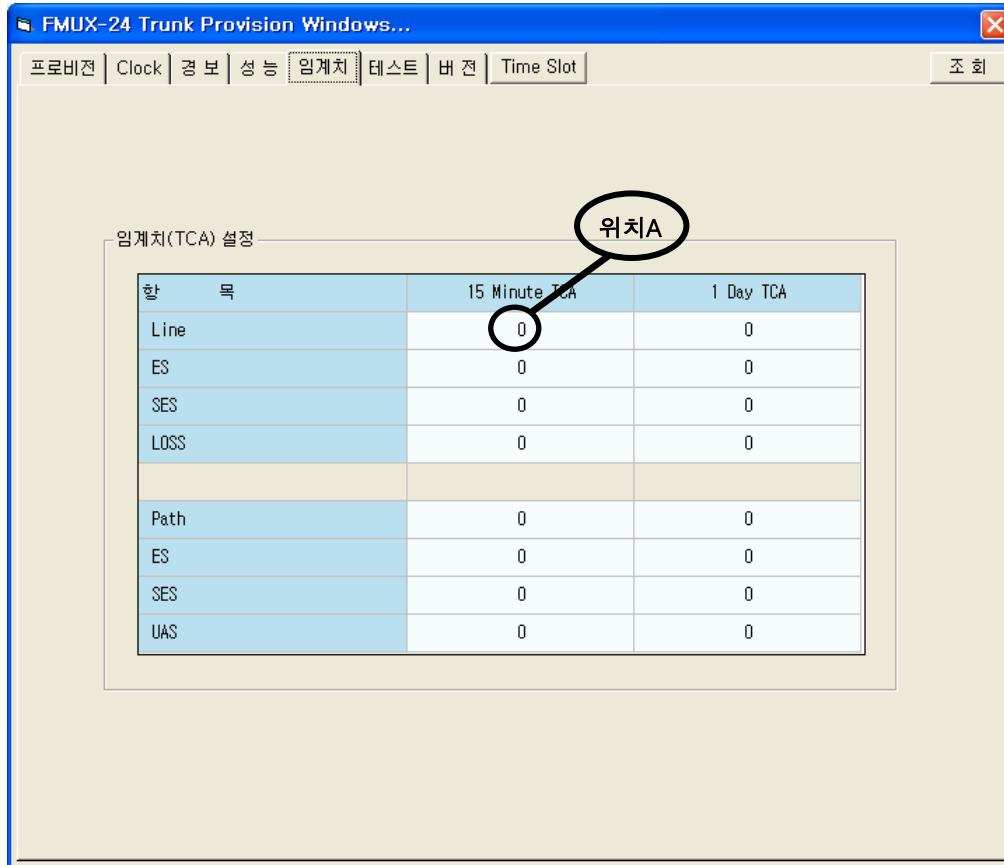 FMUX-24 Trunk Provision Windows...
프로비전 Clock 경 보 성 능 임계치 테스트 버 전 Time Slot 조 회
위치A
임계치(TCA) 설정
항 목 15 Minute TCA 1 Day TCA
Line 0 0
ES 0 0
SES 0 0
LOSS 0 0
Path 0 0
ES 0 0
SES 0 0
UAS 0 0